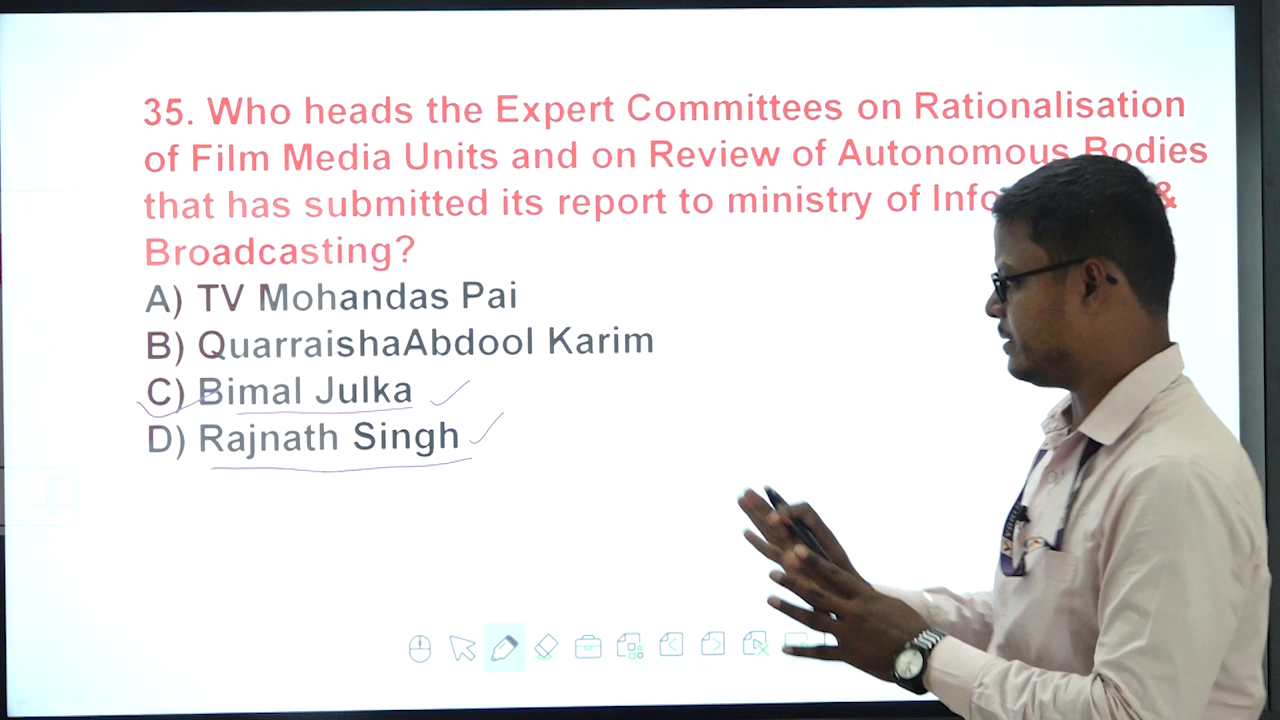 35. Who heads the Expert Committees on Rationalisation
of Film Media Units and on Review of Autonomous Bodies
that has submitted its report to ministry of Info &
Broadcasting?
A) TV Mohandas Pai
B) QuarraishaAbdool Karim
C) Bimal Julka
D) Rajnath Singh